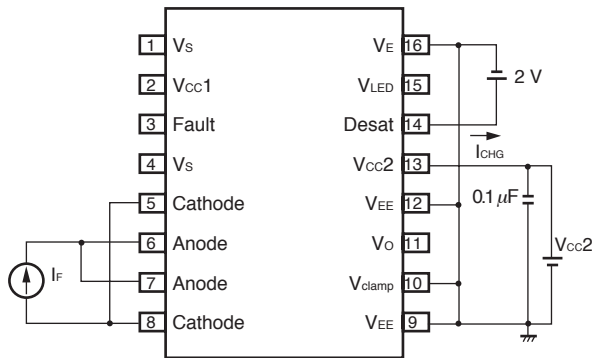 1 VS VE 16
2 VCC1 VLED 15
2 V
3 Fault Desat 14
ICHG
4 VS VCC2 13
0.1 μF
5 Cathode VEE 12
6 Anode VO 11
VCC2
IF
7 Anode Vclamp 10
8 Cathode VEE 9